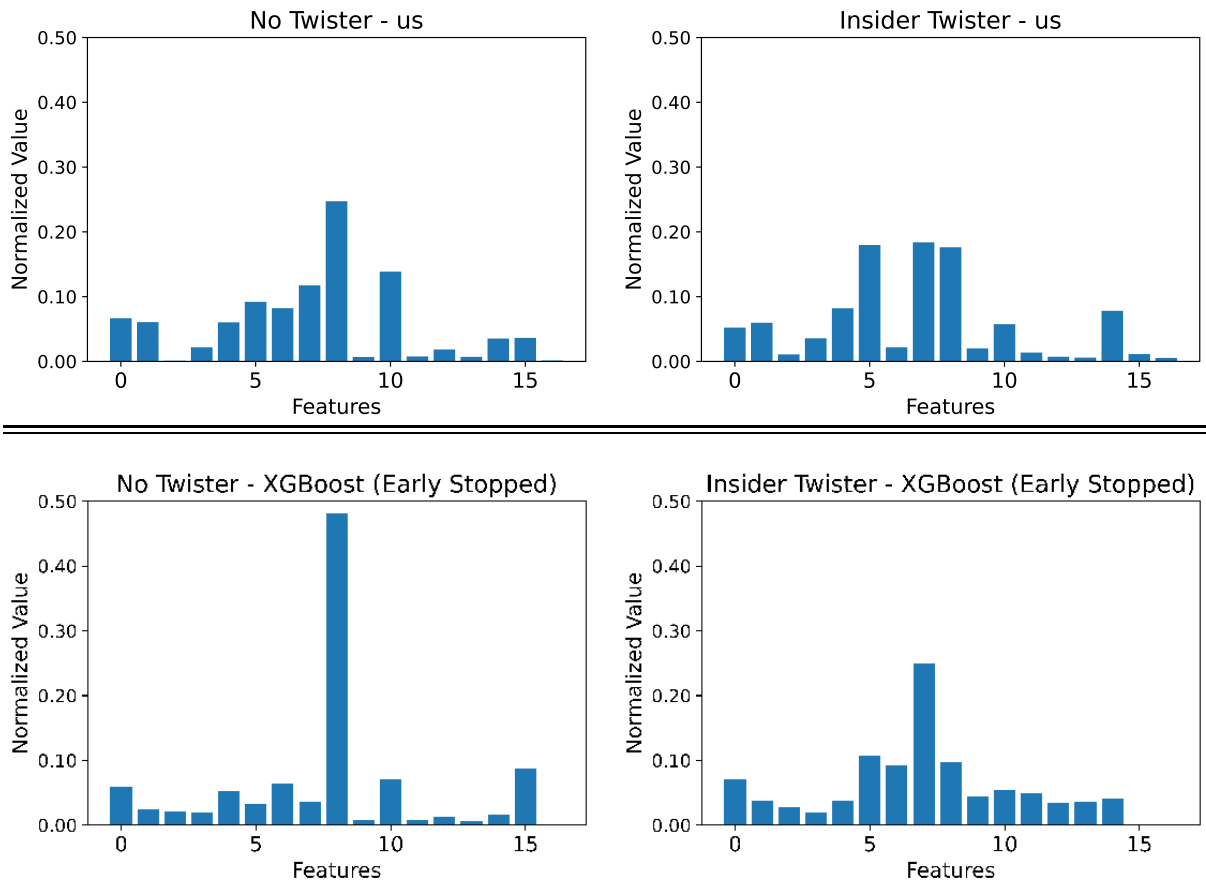 No Twister - us
0.50
0.40
0.30
0.20
0.10
0.00
Normalized Value
0 5 10 15
Features
Insider Twister - us
0.50
0.40
0.30
0.20
0.10
0.00
Normalized Value
0 5 10 15
Features
No Twister - XGBoost (Early Stopped)
0.50
0.40
0.30
0.20
0.10
0.00
Normalized Value
0 5 10 15
Features
Insider Twister - XGBoost (Early Stopped)
0.50
0.40
0.30
0.20
0.10
0.00
Normalized Value
0 5 10 15
Features